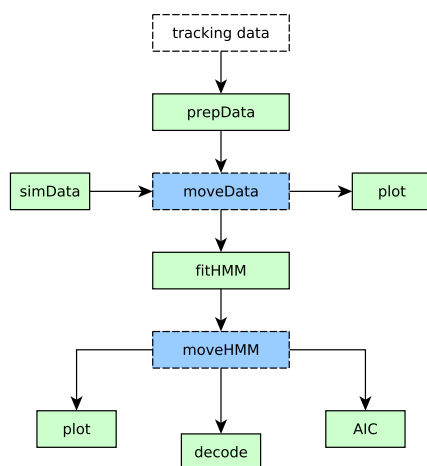 tracking data
prepData
simData
moveData
plot
fitHMM
moveHMM
plot
decode
AIC